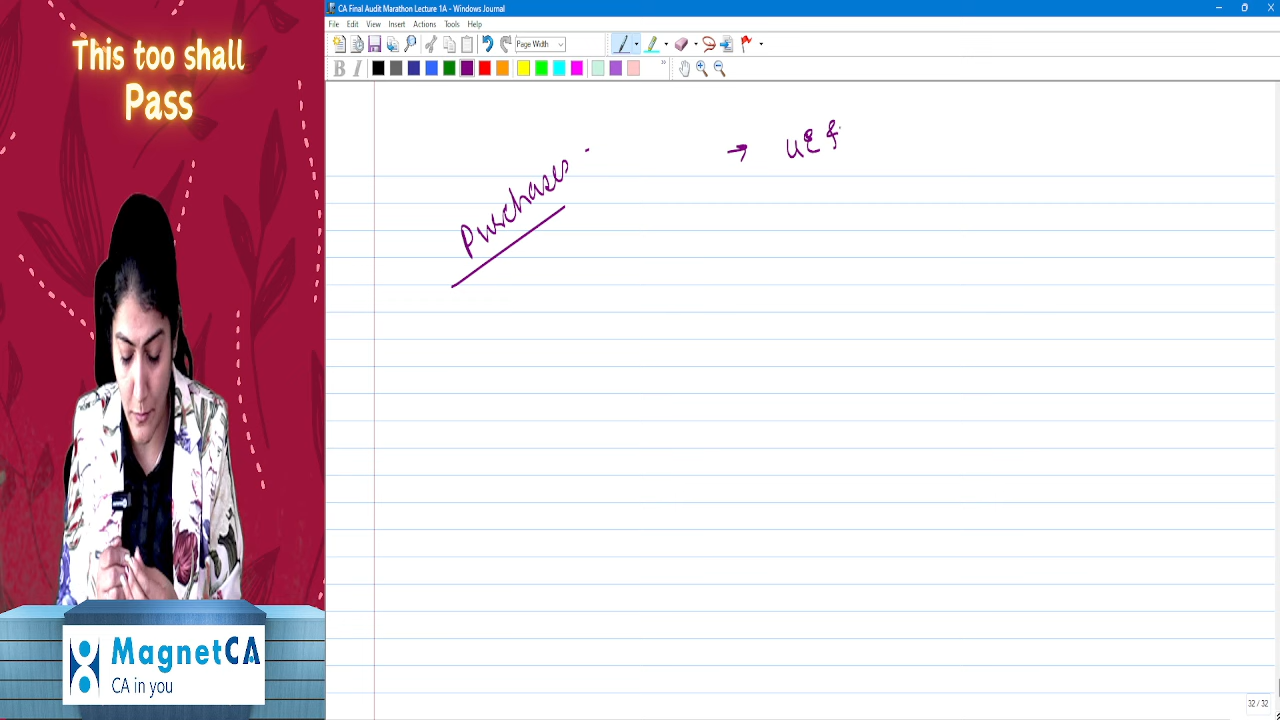 This too shall
Pass
CA Final Audit Marathon Lecture 1A - Windows Journal
File Edit View Insert Actions Tools Help
Page Width
B I
Purchases
→ UE &
MagnetCA
CA in you
32 / 32